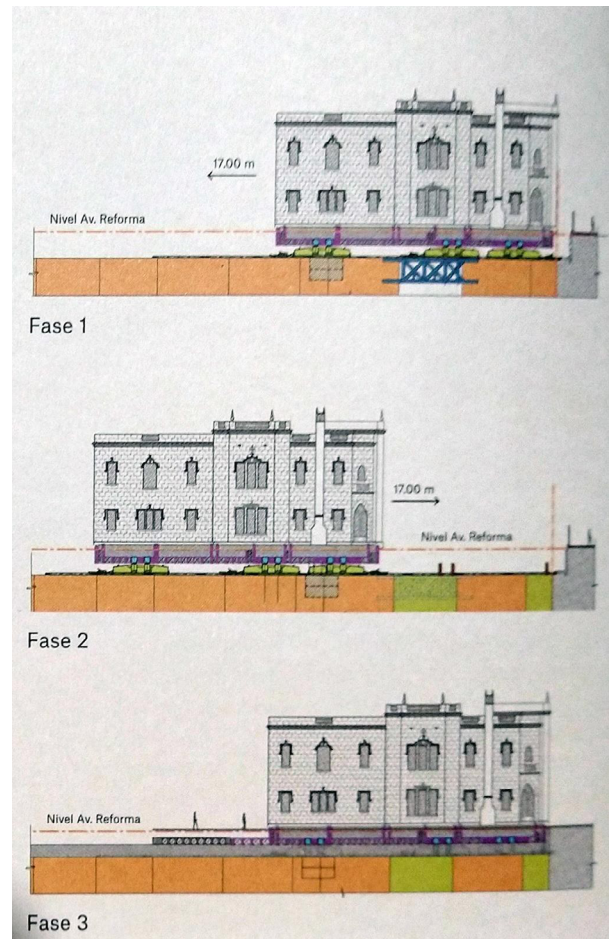 17.00 m
Nivel Av. Reforma
Fase 1
17.00 m
Nivel Av. Reforma
Fase 2
Nivel Av. Reforma
Fase 3